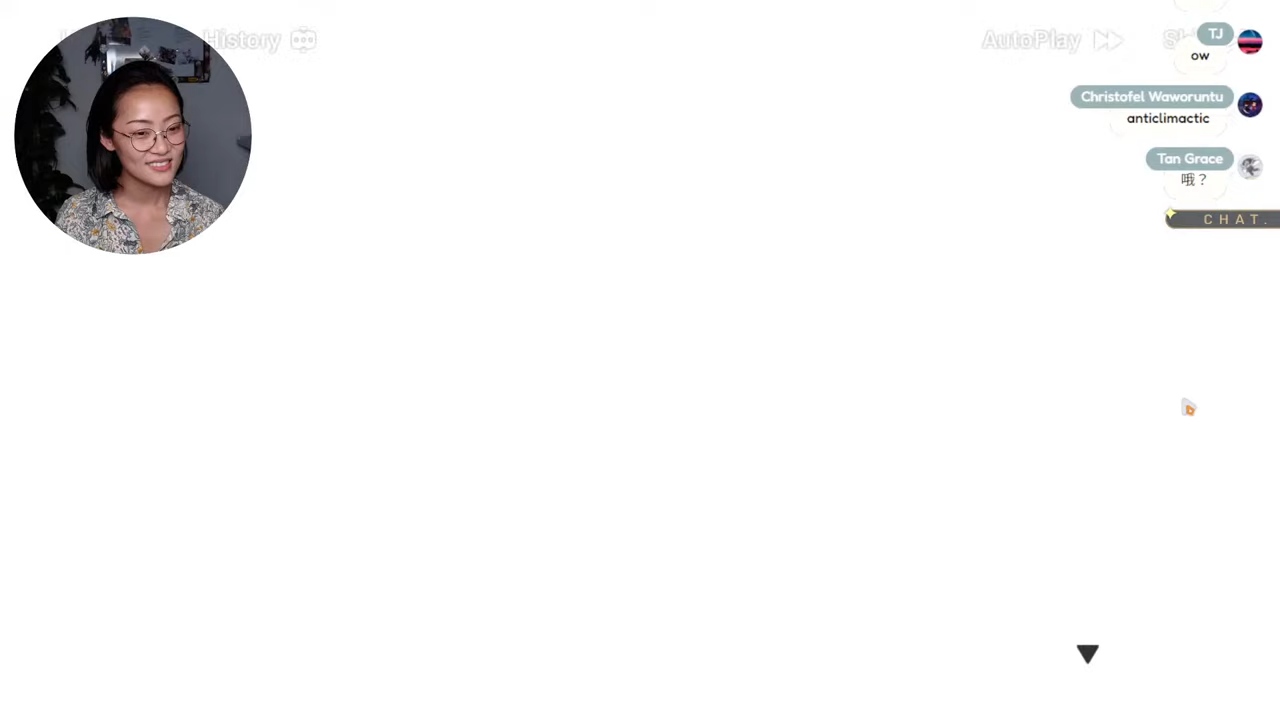 History
AutoPlay
TJ
ow
Christofel Waworuntu
anticlimactic
Tan Grace
哦？
CHAT.